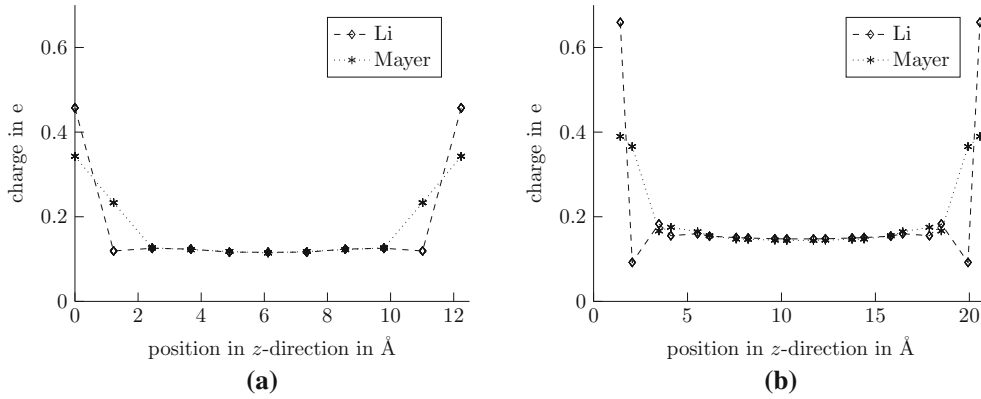 0.6
0.4
0.2
0
charge in e
Li
Mayer
0 2 4 6 8 10 12
position in z-direction in Å
(a)
0.6
0.4
0.2
0
charge in e
Li
Mayer
0 5 10 15 20
position in z-direction in Å
(b)